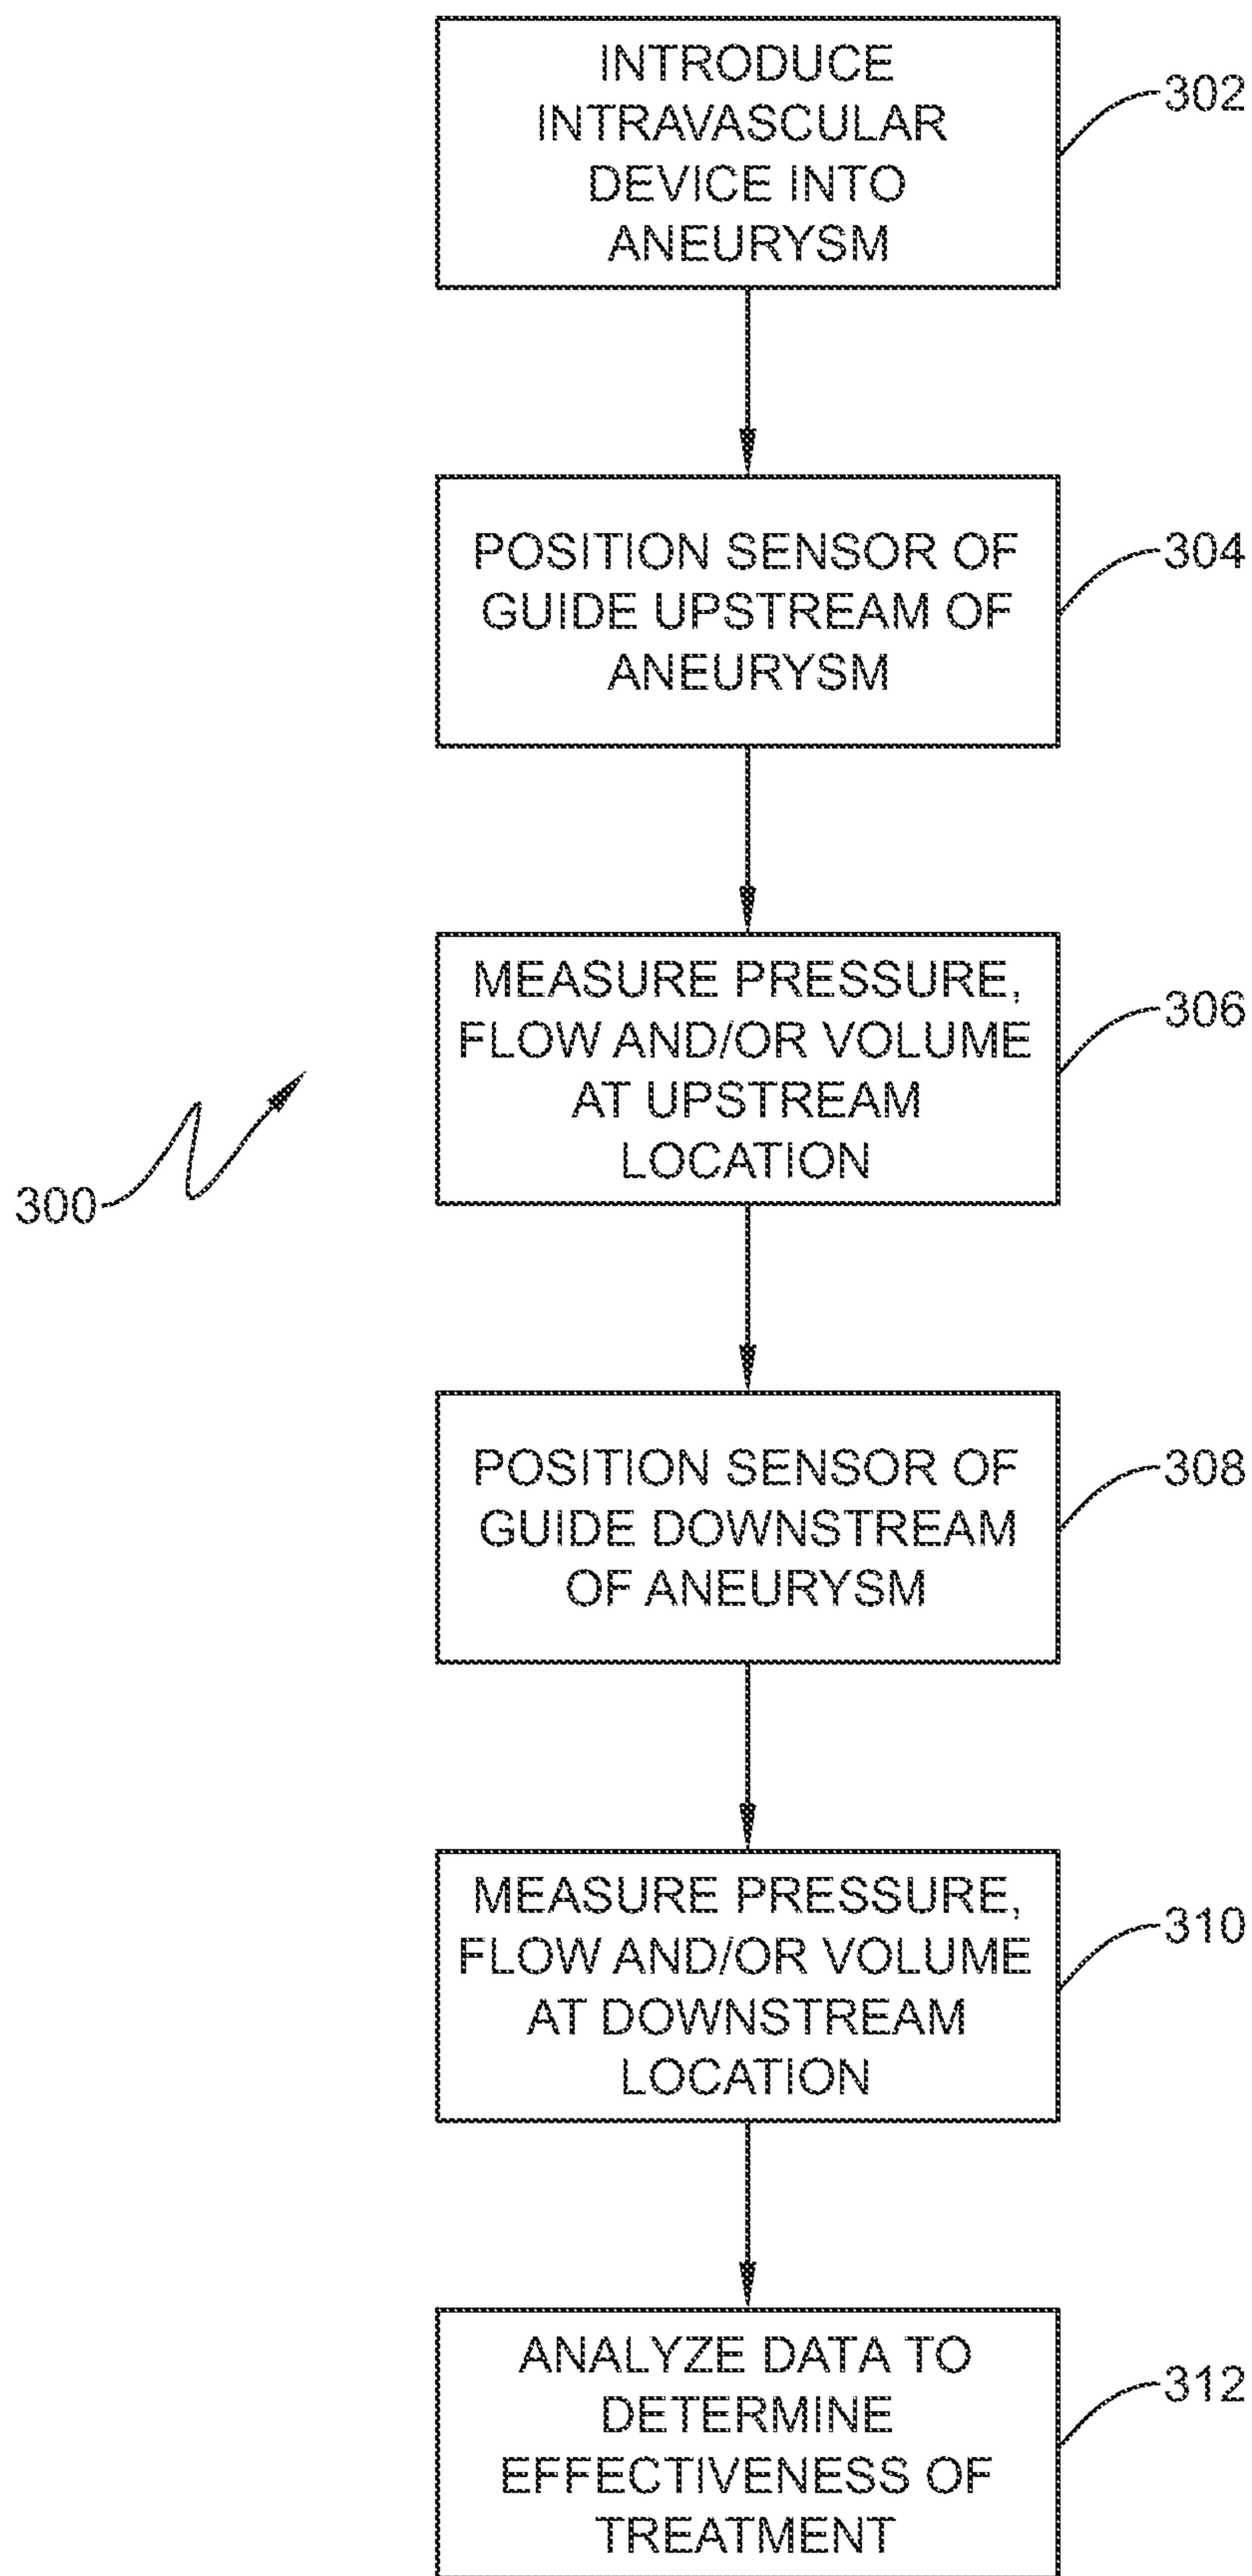 INTRODUCE
INTRAVASCULAR
DEVICE INTO
ANEURYSM
302
POSITION SENSOR OF
GUIDE UPSTREAM OF
ANEURYSM
304
MEASURE PRESSURE,
FLOW AND/OR VOLUME
AT UPSTREAM
LOCATION
306
300
POSITION SENSOR OF
GUIDE DOWNSTREAM
OF ANEURYSM
308
MEASURE PRESSURE,
FLOW AND/OR VOLUME
AT DOWNSTREAM
LOCATION
310
ANALYZE DATA TO
DETERMINE
EFFECTIVENESS OF
TREATMENT
312